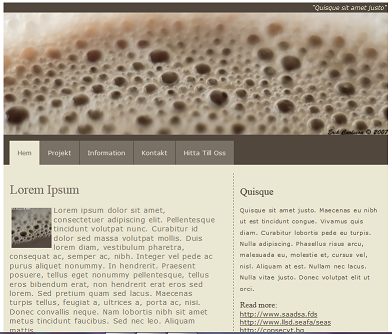 "Quisque sit amet justo"
© 2007
Hem
Projekt
Information
Kontakt
Hitta Till Oss
Lorem Ipsum
Lorem ipsum dolor sit amet,
consectetuer adipiscing elit. Pellentesque
tincidunt volutpat nunc. Curabitur id
dolor sed massa volutpat mollis. Duis
lorem diam, vestibulum pharetra,
consequat ac, semper ac, nibh. Integer vel pede ac
purus aliquet nonummy. In hendrerit. Praesent
posuere, tellus eget nonummy pellentesque, tellus
eros bibendum erat, non hendrerit erat eros sed
lorem. Sed pretium quam sed lacus. Maecenas
turpis tellus, feugiat a, ultrices a, porta ac, nisi.
Donec convallis neque. Nam lobortis nibh sit amet
metus tincidunt faucibus. Sed nec leo. Aliquam
mattis
Quisque
Quisque sit amet justo. Maecenas eu nibh
ut est tincidunt congue. Vivamus quis
diam. Curabitur lobortis pede eu turpis.
Nulla adipiscing. Phasellus risus arcu,
malesuada eu, molestie et, cursus vel,
nisl. Aliquam at est. Nullam nec lacus.
Nulla vitae justo. Donec volutpat elit ut
orci.
Read more:
http://www.saadsa.fds
http://www.lisd.seafo/seas
http://consecvt.bg